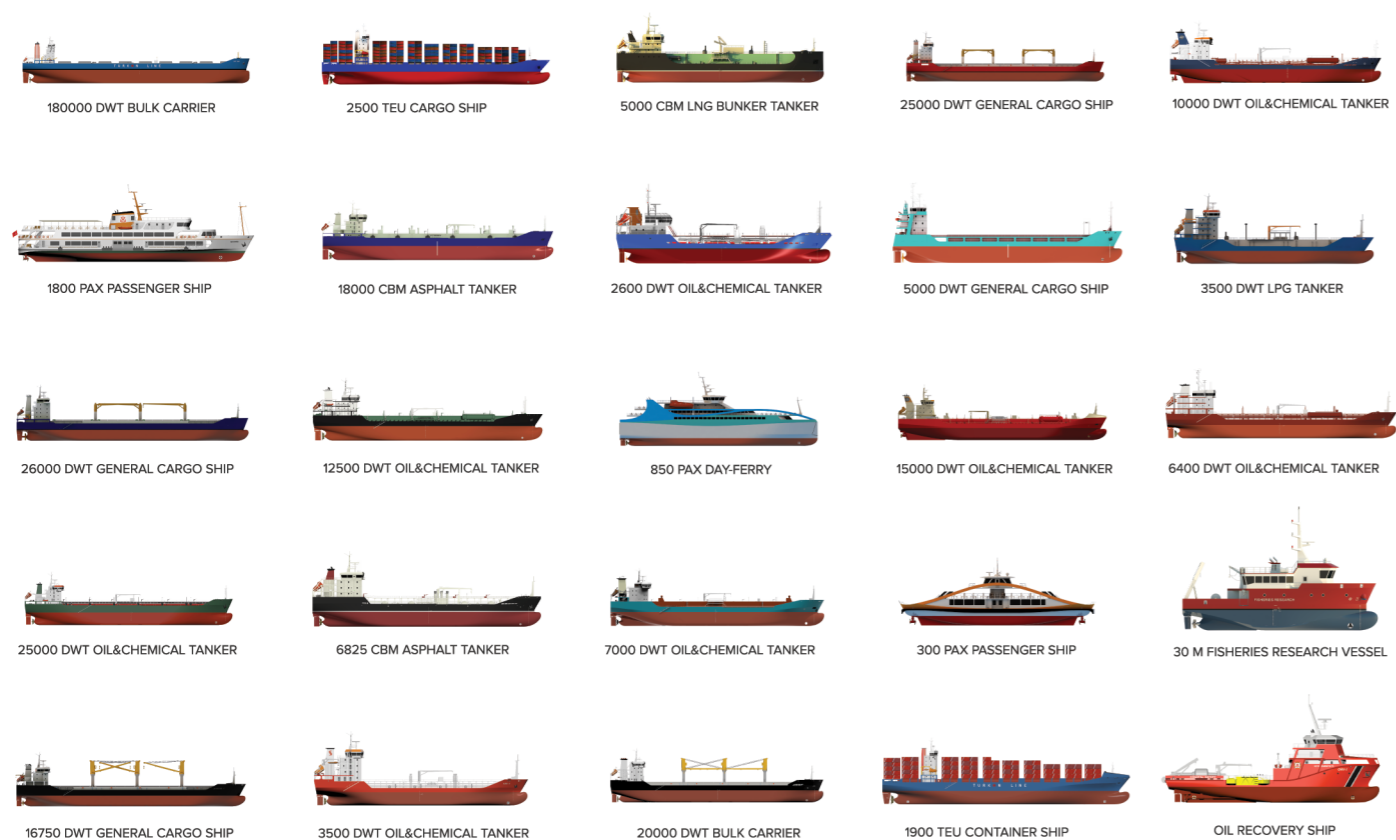 180000 DWT BULK CARRIER
2500 TEU CARGO SHIP
5000 CBM LNG BUNKER TANKER
25000 DWT GENERAL CARGO SHIP
10000 DWT OIL&CHEMICAL TANKER
1800 PAX PASSENGER SHIP
18000 CBM ASPHALT TANKER
2600 DWT OIL&CHEMICAL TANKER
5000 DWT GENERAL CARGO SHIP
3500 DWT LPG TANKER
26000 DWT GENERAL CARGO SHIP
12500 DWT OIL&CHEMICAL TANKER
850 PAX DAY-FERRY
15000 DWT OIL&CHEMICAL TANKER
6400 DWT OIL&CHEMICAL TANKER
FISHERIES RESEARCH
25000 DWT OIL&CHEMICAL TANKER
6825 CBM ASPHALT TANKER
7000 DWT OIL&CHEMICAL TANKER
300 PAX PASSENGER SHIP
30 M FISHERIES RESEARCH VESSEL
16750 DWT GENERAL CARGO SHIP
3500 DWT OIL&CHEMICAL TANKER
20000 DWT BULK CARRIER
1900 TEU CONTAINER SHIP
OIL RECOVERY SHIP